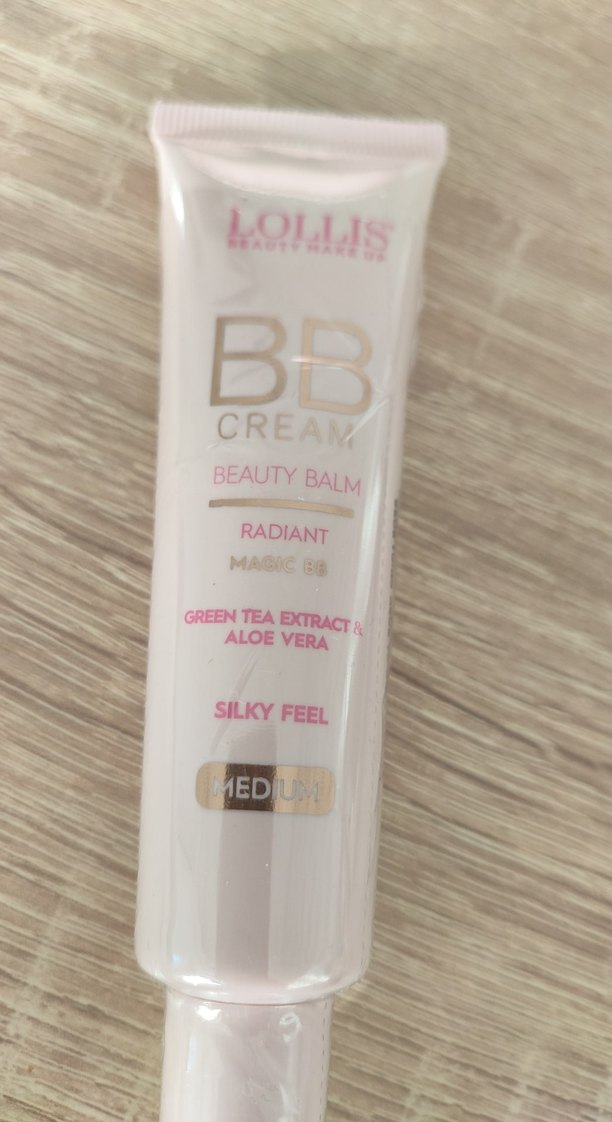 LOLLIS
BEAUTY MAKE UP
BB
CREAM
BEAUTY BALM
RADIANT
MAGIC BB
GREEN TEA EXTRACT &
ALOE VERA
SILKY FEEL
MEDIUM